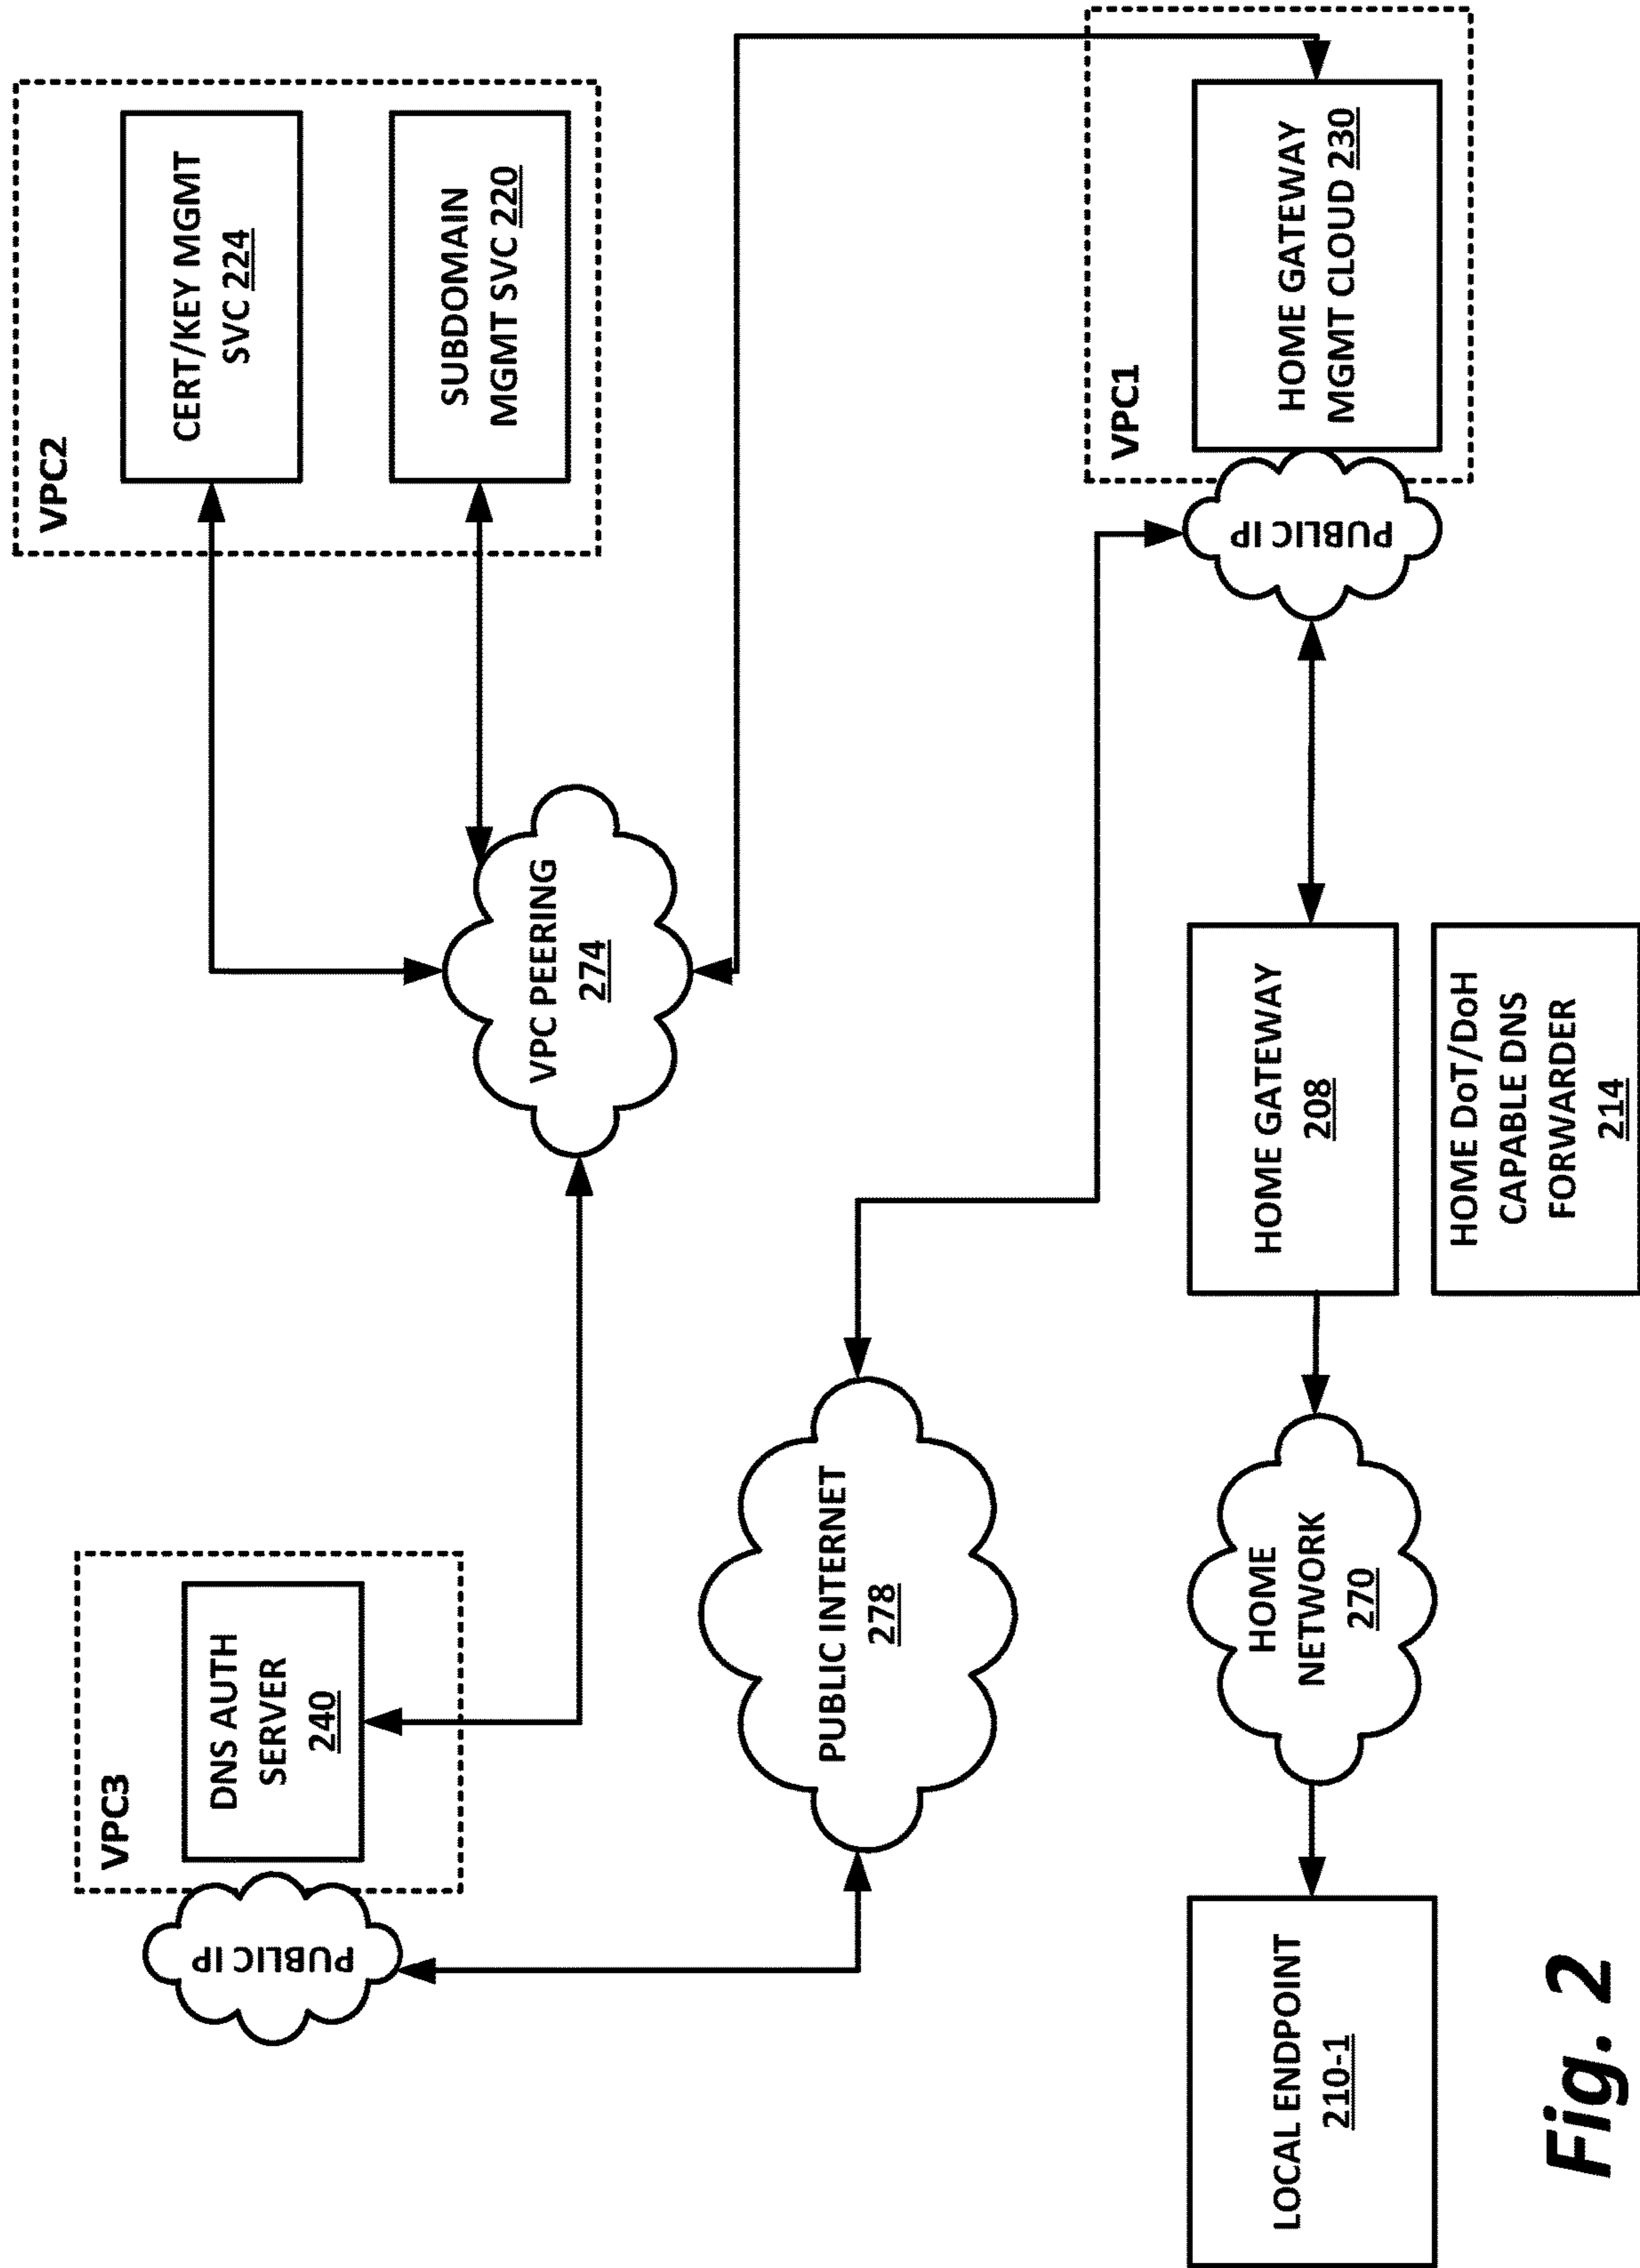 VPC3
DNS AUTH
SERVER
240
PUBLIC IP
VPC2
CERT/KEY MGMT
SVC 224
SUBDOMAIN
MGMT SVC 220
VPC PEERING
274
PUBLIC INTERNET
278
LOCAL ENDPOINT
210-1
HOME
NETWORK
270
HOME GATEWAY
208
HOME DoT/DoH
CAPABLE DNS
FORWARDER
214
PUBLIC IP
VPC1
HOME GATEWAY
MGMT CLOUD 230
Fig. 2